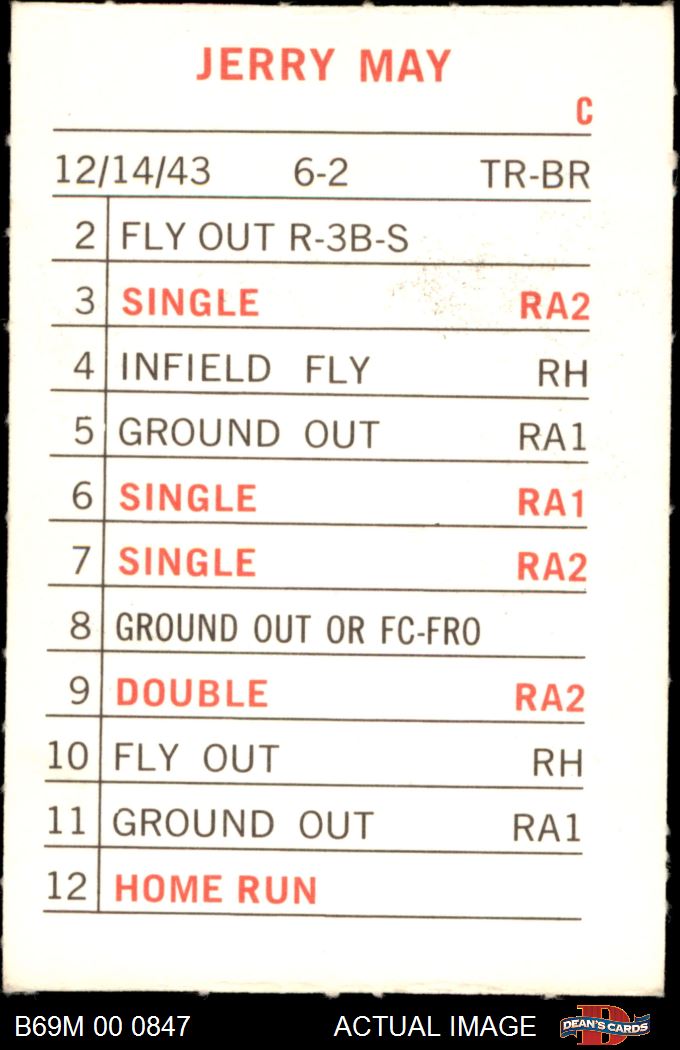 JERRY MAY
C
12/14/43 6-2 TR-BR
2 FLY OUT R-3B-S
3 SINGLE RA2
4 INFIELD FLY RH
5 GROUND OUT RA1
6 SINGLE RA1
7 SINGLE RA2
8 GROUND OUT OR FC-FRO
9 DOUBLE RA2
10 FLY OUT RH
11 GROUND OUT RA1
12 HOME RUN
B69M 00 0847 ACTUAL IMAGE D DEAN'S CARDS